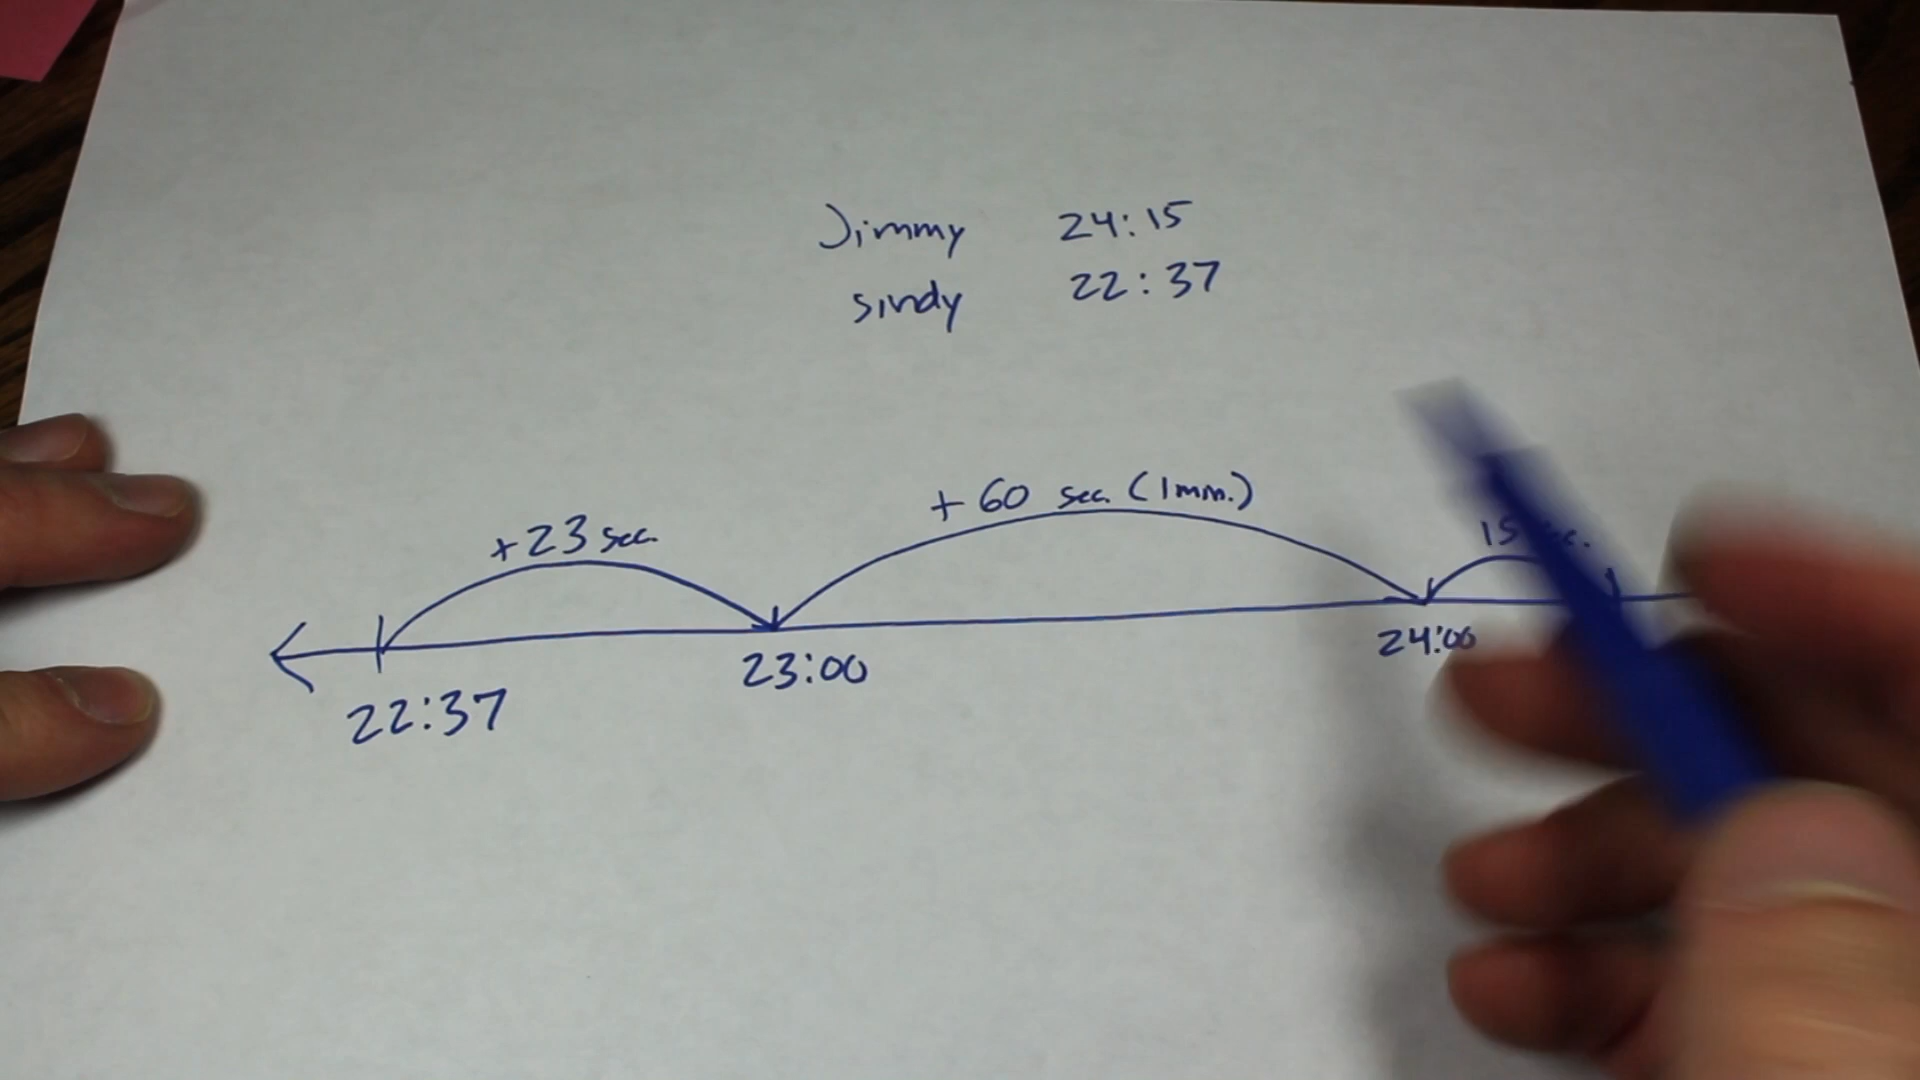 Jimmy 24:15
sindy 22:37
+ 60 sec. (1min.)
+23 sec.
15
22:37 23:00 24:00